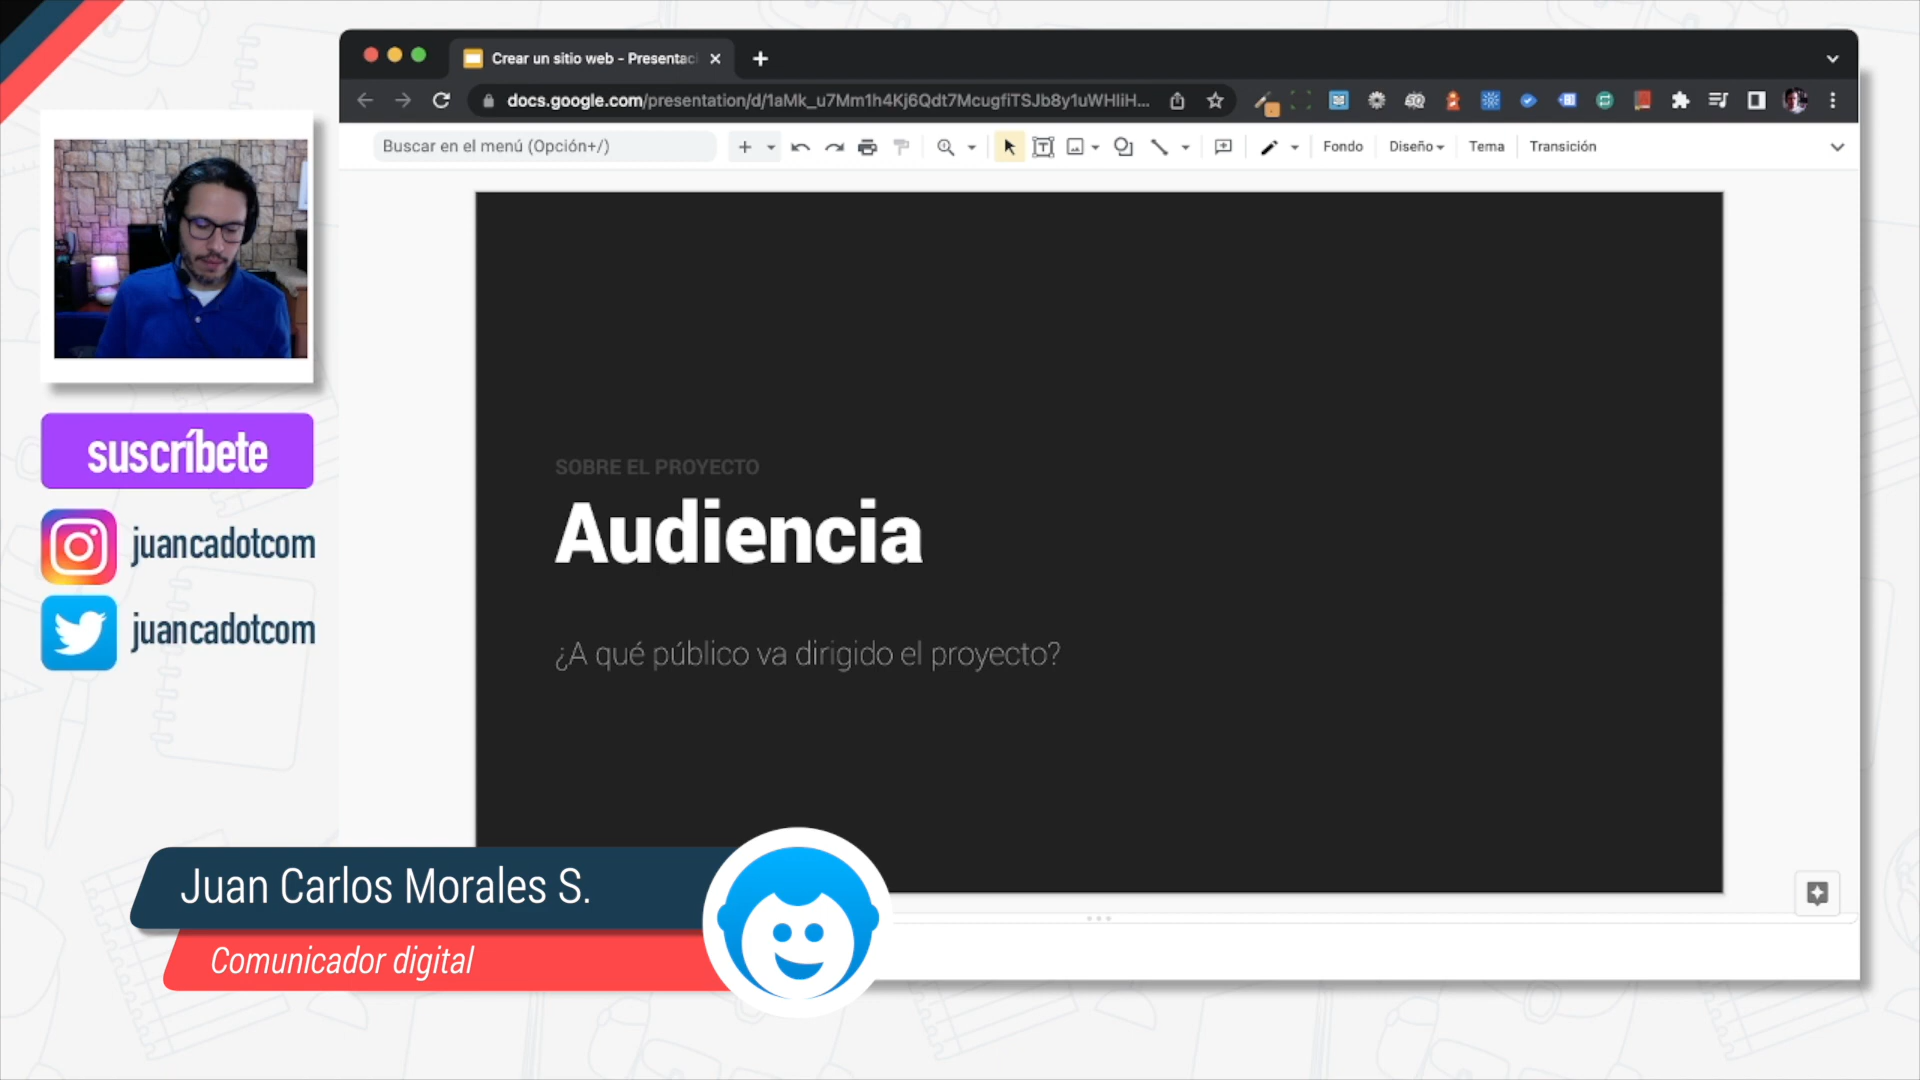 Crear un sitio web - Presentaci
docs.google.com/presentation/d/1aMk_u7Mm1h4Kj6Qdt7McugfiTSJb8y1uWHIiH...
Buscar en el menú (Opción+/)
Fondo
Diseño
Tema
Transición
SOBRE EL PROYECTO
Audiencia
¿A qué público va dirigido el proyecto?
suscríbete
juancadotcom
juancadotcom
Juan Carlos Morales S.
Comunicador digital